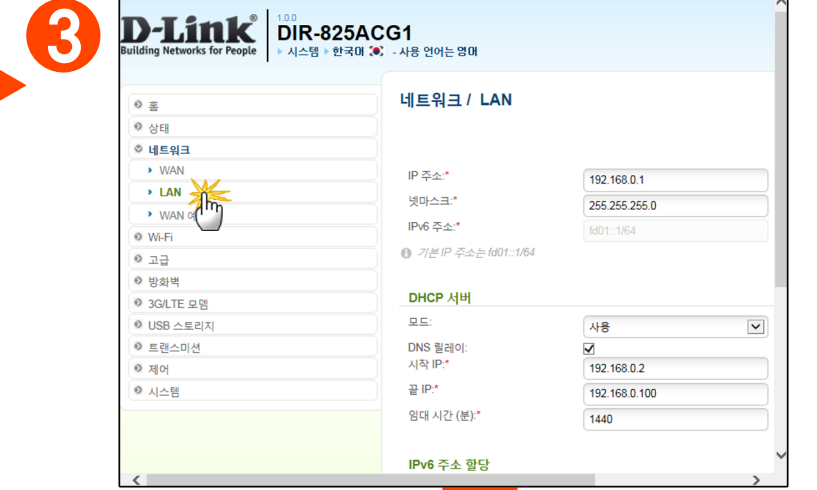 3
D-Link®
Building Networks for People
1.0.0
DIR-825ACG1
시스템 한국머 - 사용 언어는 영머
홈
상태
네트워크
WAN
LAN
WAN 예
Wi-Fi
고급
방화벽
3G/LTE 모뎀
USB 스토리지
트랜스미션
제어
시스템
네트워크 / LAN
IP 주소:* 192.168.0.1
넷마스크:* 255.255.255.0
IPv6 주소:* fd01::1/64
기본 IP 주소는 fd01::1/64
DHCP 서버
모드: 사용
DNS 릴레이:
시작 IP:* 192.168.0.2
끝 IP:* 192.168.0.100
임대 시간 (분):* 1440
IPv6 주소 할당